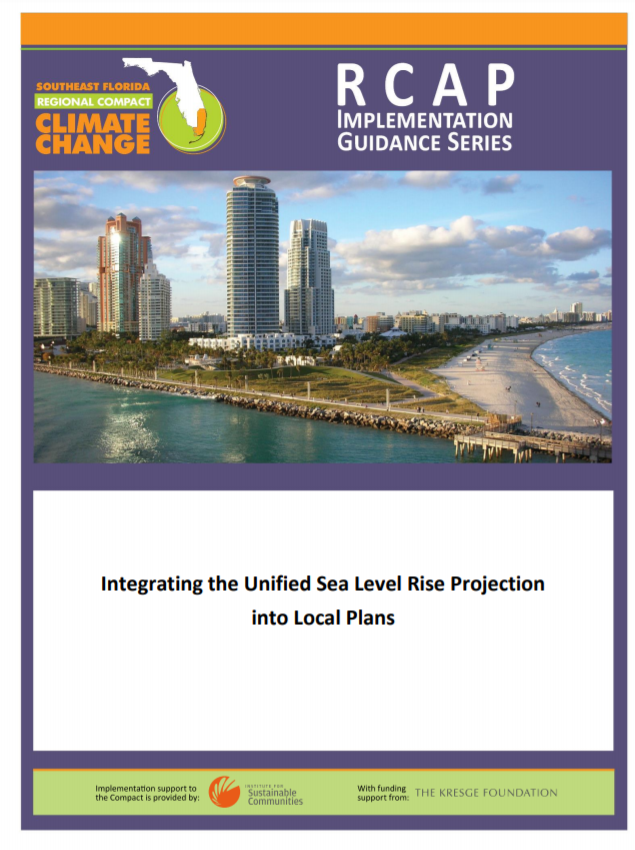 SOUTHEAST FLORIDA
REGIONAL COMPACT
CLIMATE
CHANGE
RCAP
IMPLEMENTATION
GUIDANCE SERIES
Integrating the Unified Sea Level Rise Projection
into Local Plans
Implementation support to
the Compact is provided by:
INSTITUTE FOR
Sustainable
Communities
With funding
support from:
THE KRESGE FOUNDATION